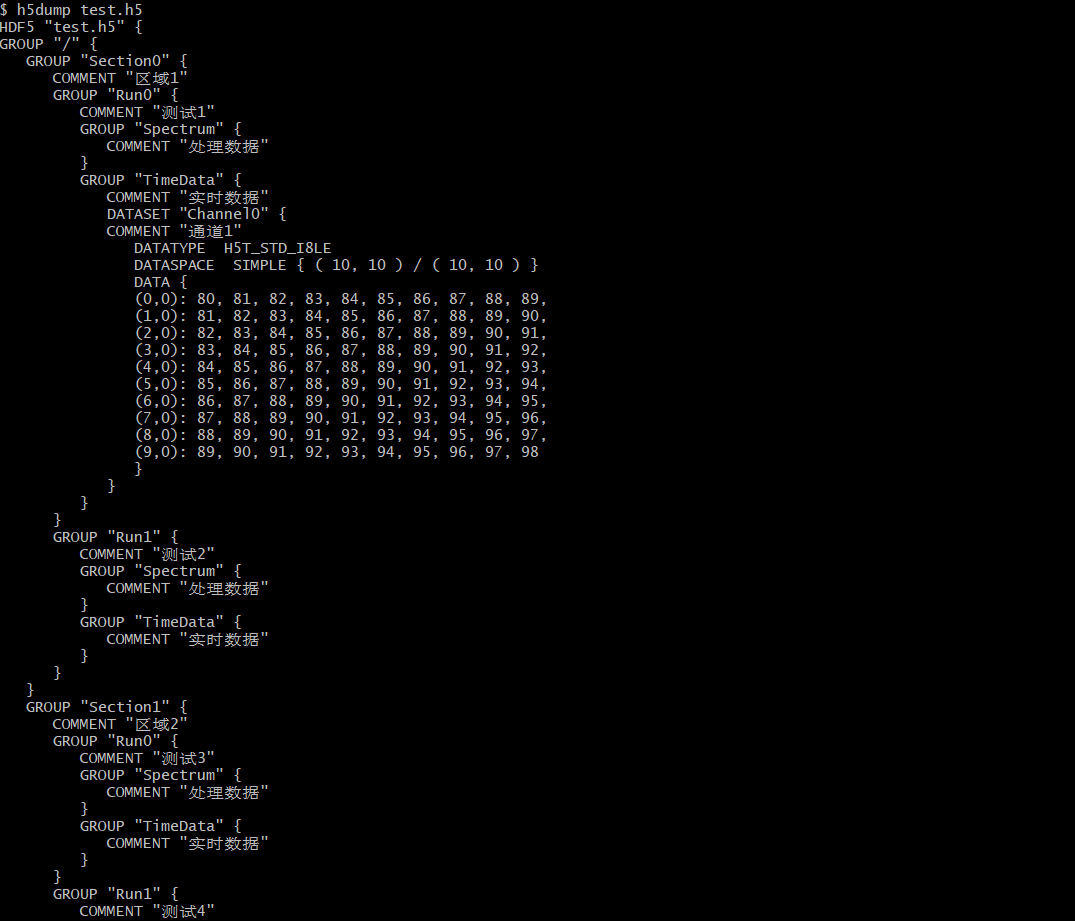 $ h5dump test.h5
HDF5 "test.h5" {
GROUP "/" {
   GROUP "Section0" {
      COMMENT "区域1"
      GROUP "Run0" {
         COMMENT "测试1"
         GROUP "Spectrum" {
            COMMENT "处理数据"
         }
         GROUP "TimeData" {
            COMMENT "实时数据"
            DATASET "Channel0" {
            COMMENT "通道1"
               DATATYPE  H5T_STD_I8LE
               DATASPACE  SIMPLE { ( 10, 10 ) / ( 10, 10 ) }
               DATA {
               (0,0): 80, 81, 82, 83, 84, 85, 86, 87, 88, 89,
               (1,0): 81, 82, 83, 84, 85, 86, 87, 88, 89, 90,
               (2,0): 82, 83, 84, 85, 86, 87, 88, 89, 90, 91,
               (3,0): 83, 84, 85, 86, 87, 88, 89, 90, 91, 92,
               (4,0): 84, 85, 86, 87, 88, 89, 90, 91, 92, 93,
               (5,0): 85, 86, 87, 88, 89, 90, 91, 92, 93, 94,
               (6,0): 86, 87, 88, 89, 90, 91, 92, 93, 94, 95,
               (7,0): 87, 88, 89, 90, 91, 92, 93, 94, 95, 96,
               (8,0): 88, 89, 90, 91, 92, 93, 94, 95, 96, 97,
               (9,0): 89, 90, 91, 92, 93, 94, 95, 96, 97, 98
               }
            }
         }
      }
      GROUP "Run1" {
         COMMENT "测试2"
         GROUP "Spectrum" {
            COMMENT "处理数据"
         }
         GROUP "TimeData" {
            COMMENT "实时数据"
         }
      }
   }
   GROUP "Section1" {
      COMMENT "区域2"
      GROUP "Run0" {
         COMMENT "测试3"
         GROUP "Spectrum" {
            COMMENT "处理数据"
         }
         GROUP "TimeData" {
            COMMENT "实时数据"
         }
      }
      GROUP "Run1" {
         COMMENT "测试4"